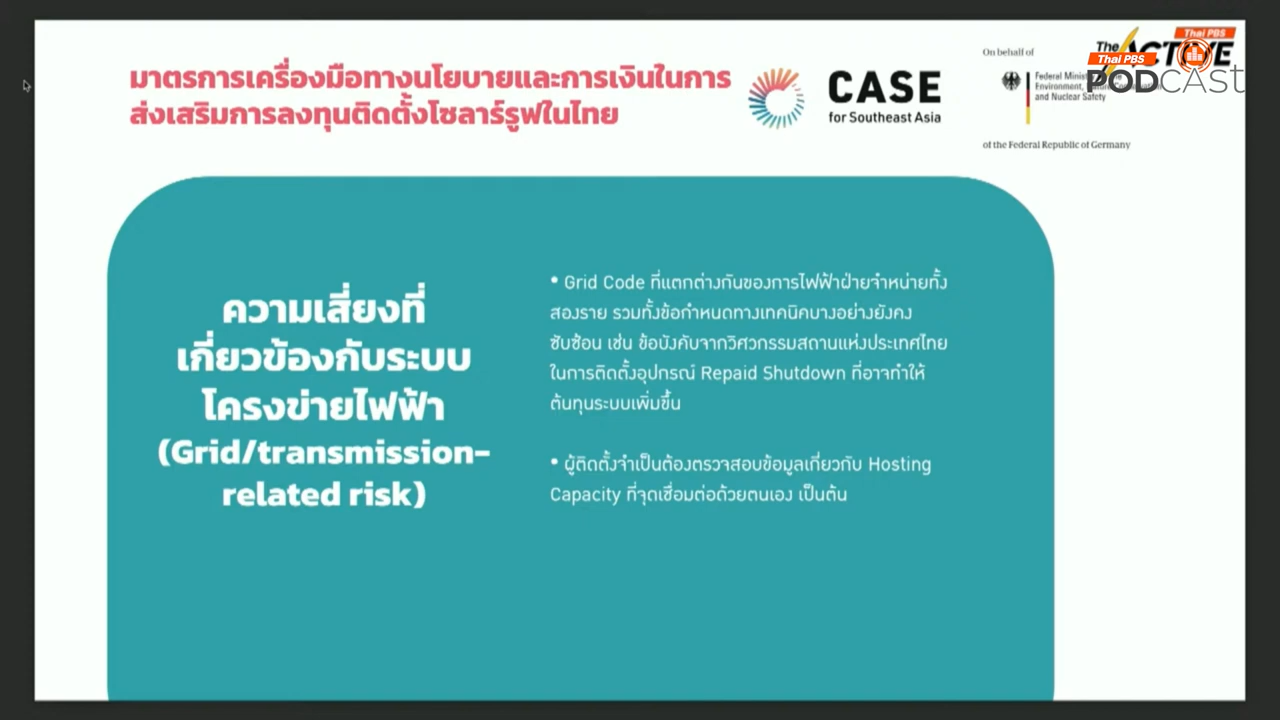 มาตรการเครื่องมือทางนโยบายและการเงินในการ
ส่งเสริมการลงทุนติดตั้งโซลาร์รูฟในไทย
CASE
for Southeast Asia
On behalf of
Federal Minist
Environment,
and Nuclear Safety
of the Federal Republic of Germany
Thai PBS
The ACTIVE
Thai PBS
PODCAST
ความเสี่ยงที่
เกี่ยวข้องกับระบบ
โครงข่ายไฟฟ้า
(Grid/transmission-
related risk)
• Grid Code ที่แตกต่างกันของการไฟฟ้าฝ่ายจำหน่ายทั้ง
สองราย รวมทั้งข้อกำหนดทางเทคนิคบางอย่างยังคง
ซับซ้อน เช่น ข้อบังคับจากวิศวกรรมสถานแห่งประเทศไทย
ในการติดตั้งอุปกรณ์ Repaid Shutdown ที่อาจทำให้
ต้นทุนระบบเพิ่มขึ้น
• ผู้ติดตั้งจำเป็นต้องตรวจสอบข้อมูลเกี่ยวกับ Hosting
Capacity ที่จุดเชื่อมต่อด้วยตนเอง เป็นต้น